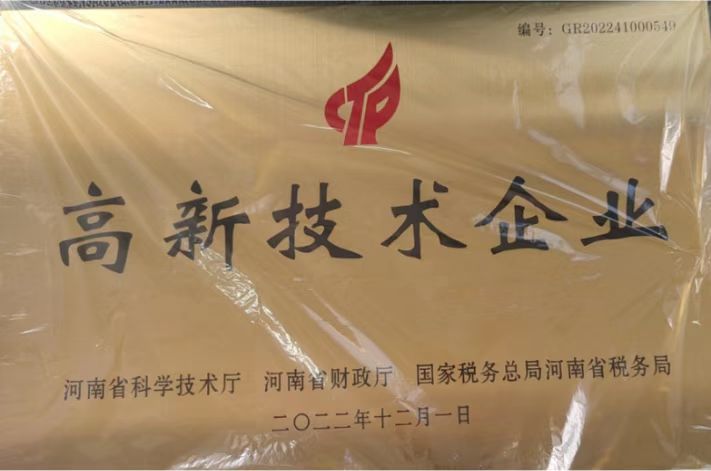 编号：GR202241000549
CTP
高新技术企业
河南省科学技术厅 河南省财政厅 国家税务总局河南省税务局
二〇二二年十二月一日